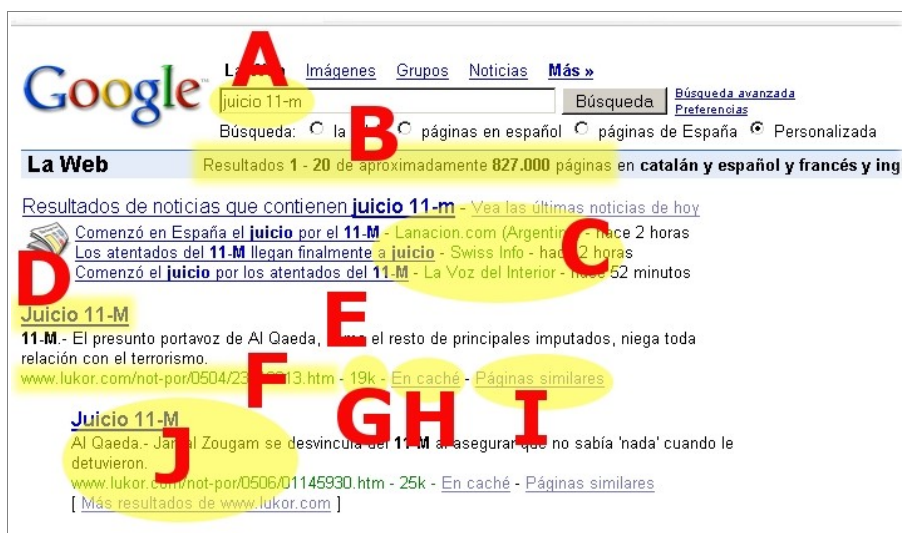 A
La Web Imágenes Grupos Noticias Más »
Google
juicio 11-m Búsqueda Búsqueda avanzada
Preferencias
B
Búsqueda: la páginas en español páginas de España Personalizada
La Web Resultados 1 - 20 de aproximadamente 827.000 páginas en catalán y español y francés y ing
Resultados de noticias que contienen juicio 11-m - Vea las últimas noticias de hoy
Comenzó en España el juicio por el 11-M - Lanacion.com (Argentina) - hace 2 horas
C
Los atentados del 11-M llegan finalmente a juicio - Swiss Info - hace 2 horas
Comenzó el juicio por los atentados del 11-M - La Voz del Interior - hace 52 minutos
D
Juicio 11-M
E
11-M.- El presunto portavoz de Al Qaeda, el resto de principales imputados, niega toda
relación con el terrorismo.
F
www.lukor.com/not-por/0504/23 13.htm - 19k - En caché - Páginas similares
G H I
Juicio 11-M
Al Qaeda.- Jamal Zougam se desvincula del 11-M al asegurar que no sabía 'nada' cuando le
J
detuvieron.
www.lukor.com/not-por/0506/01145930.htm - 25k - En caché - Páginas similares
[ Más resultados de www.lukor.com ]